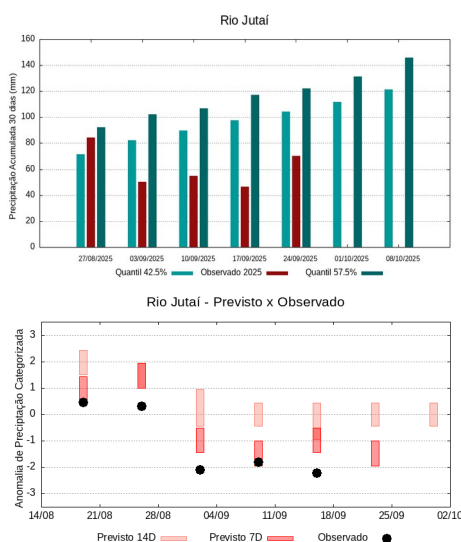 Rio Jutaí
Precipitação Acumulada 30 dias (mm)
160
140
120
100
80
60
40
20
0
27/08/2025 03/09/2025 10/09/2025 17/09/2025 24/09/2025 01/10/2025 08/10/2025
Quantil 42.5% Observado 2025 Quantil 57.5%
Rio Jutaí - Previsto x Observado
Anomalia de Precipitação Categorizada
3
2
1
0
-1
-2
-3
14/08 21/08 28/08 04/09 11/09 18/09 25/09 02/10
Previsto 14D Previsto 7D Observado